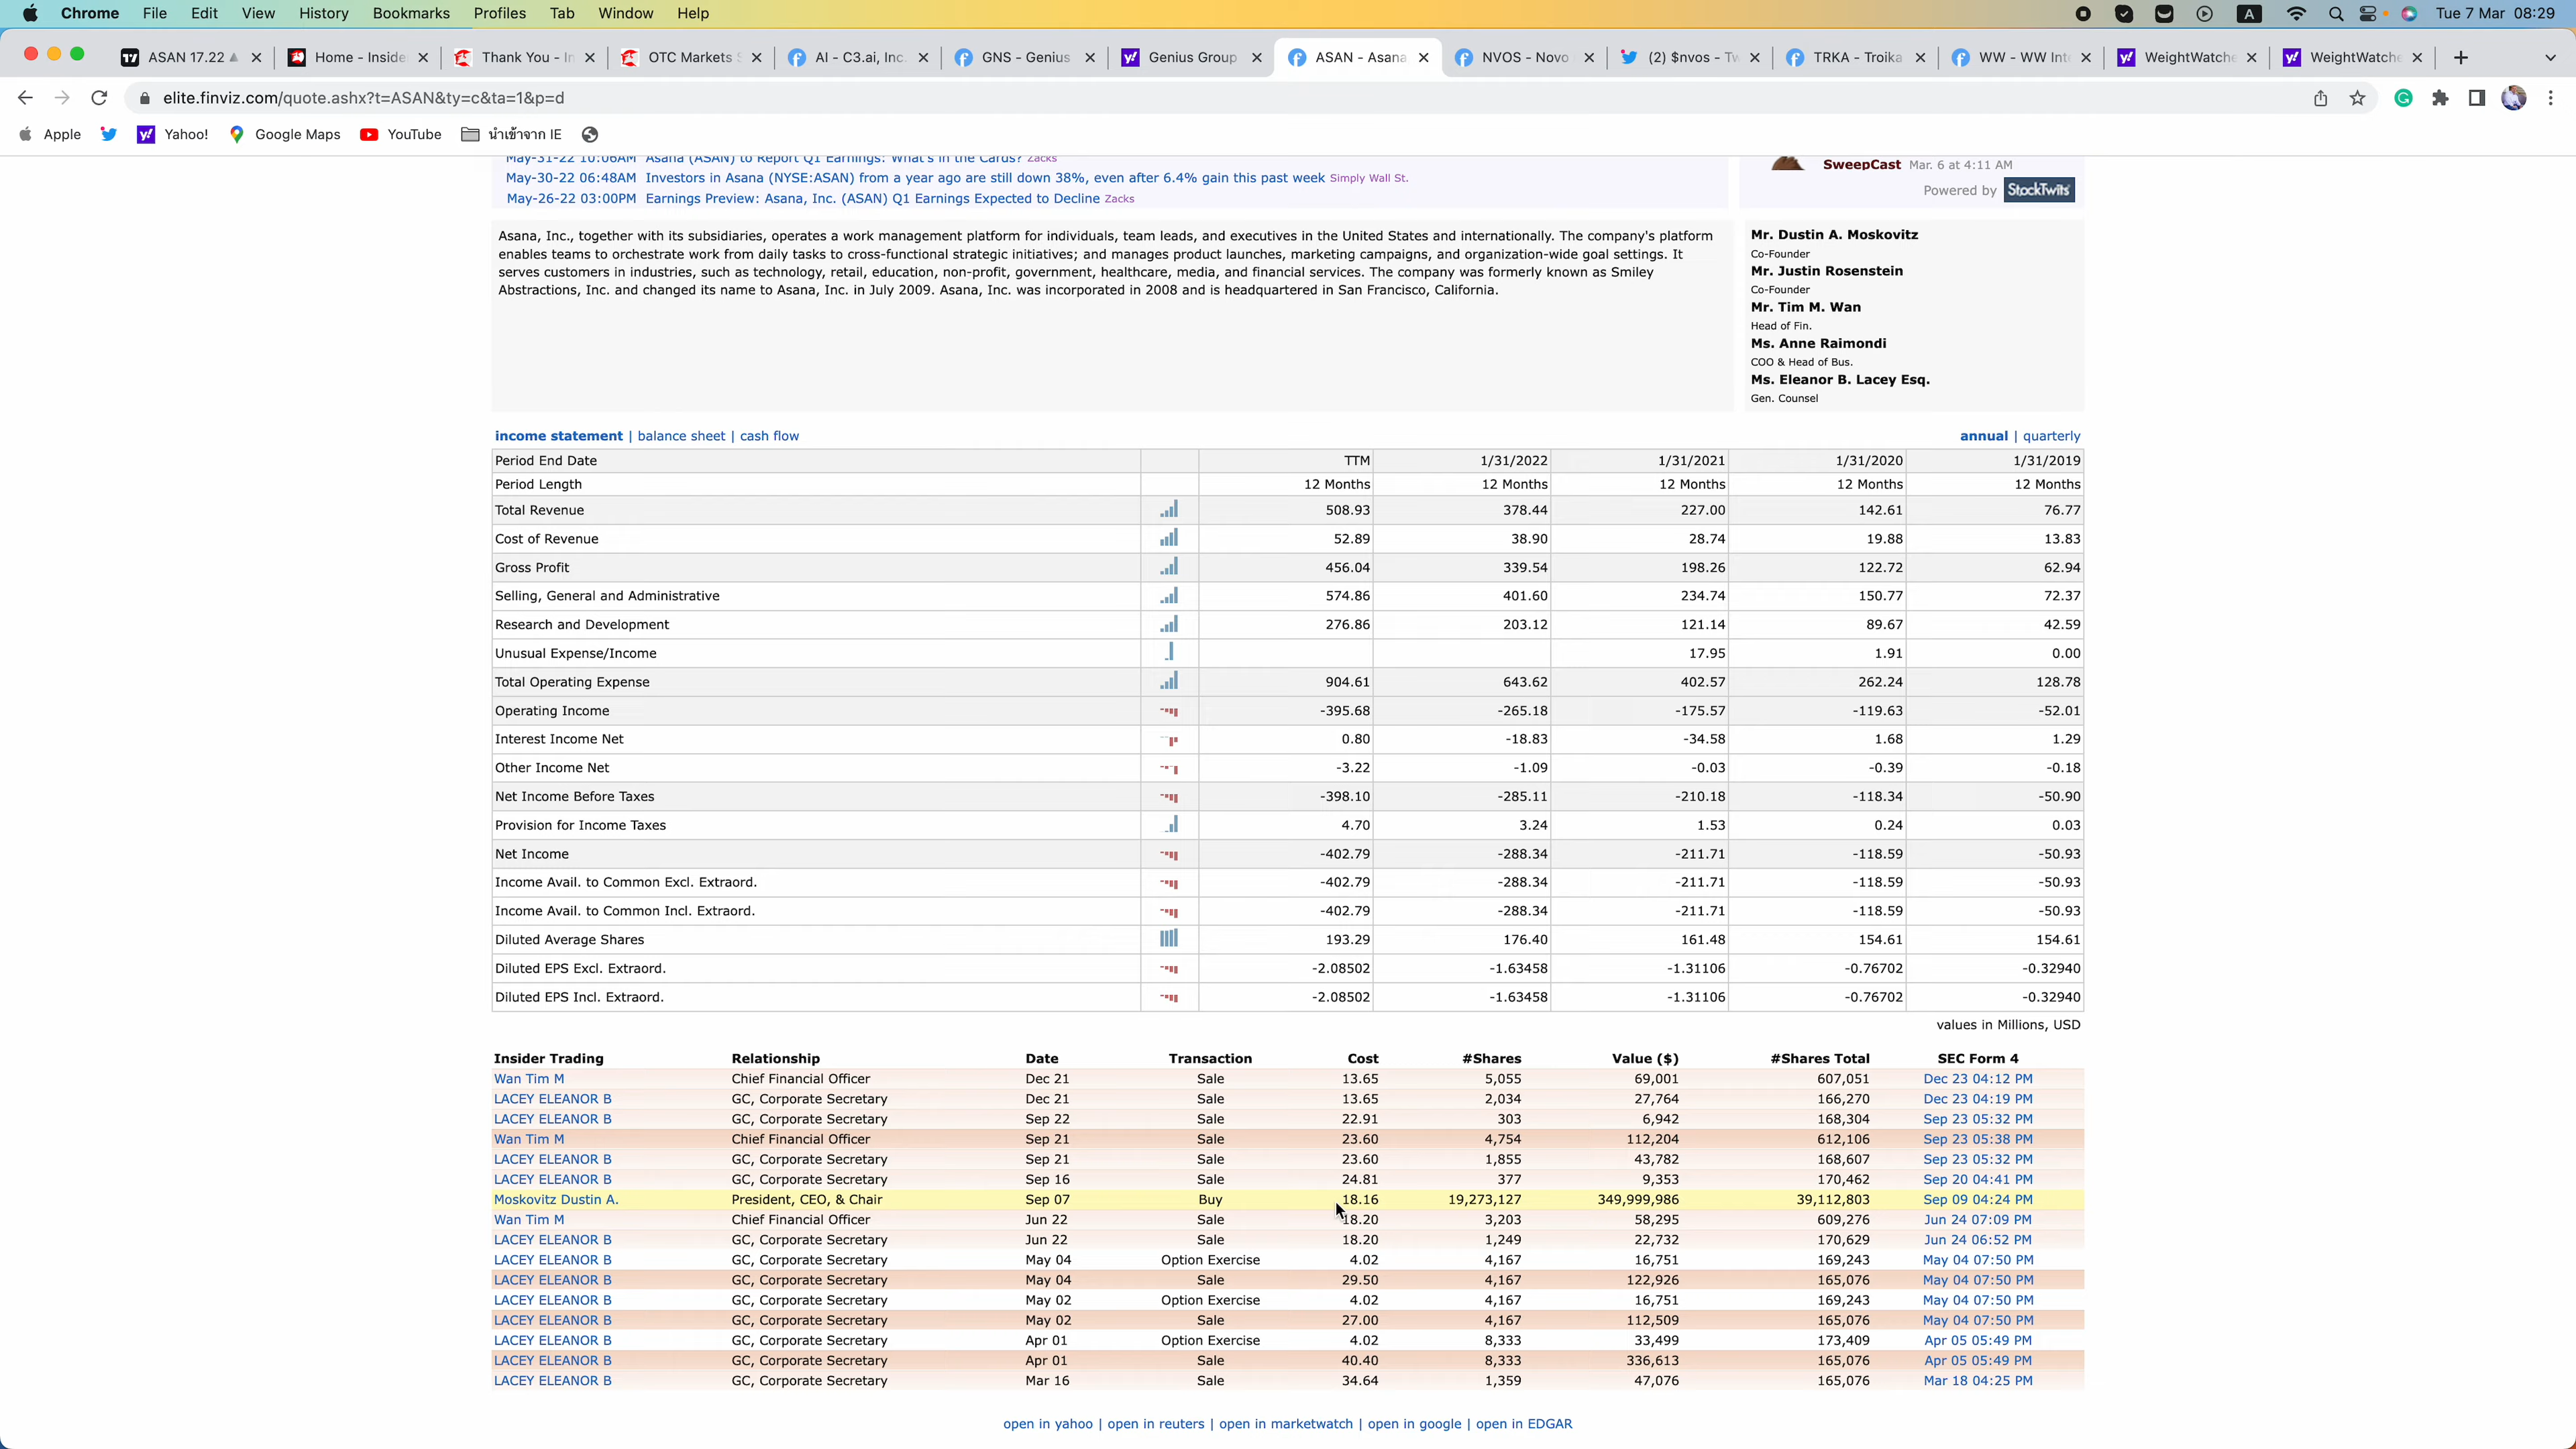 Chrome File Edit View History Bookmarks Profiles Tab Window Help A Tue 7 Mar 08:29
ASAN 17.22 Home - Inside Thank You - In OTC Markets S AI - C3.ai, Inc. GNS - Genius Genius Group ASAN - Asana NVOS - Novo (2) $nvos - Tw TRKA - Troika WW - WW Int WeightWatche WeightWatche
elite.finviz.com/quote.ashx?t=ASAN&ty=c&ta=1&p=d
Apple Yahoo! Google Maps YouTube นำเข้าจาก IE
May-31-22 10:06AM Asana (ASAN) to Report Q1 Earnings: What's in the Cards? Zacks
May-30-22 06:48AM Investors in Asana (NYSE:ASAN) from a year ago are still down 38%, even after 6.4% gain this past week Simply Wall St.
May-26-22 03:00PM Earnings Preview: Asana, Inc. (ASAN) Q1 Earnings Expected to Decline Zacks
SweepCast Mar. 6 at 4:11 AM
Powered by StockTwits
Asana, Inc., together with its subsidiaries, operates a work management platform for individuals, team leads, and executives in the United States and internationally. The company's platform
enables teams to orchestrate work from daily tasks to cross-functional strategic initiatives; and manages product launches, marketing campaigns, and organization-wide goal settings. It
serves customers in industries, such as technology, retail, education, non-profit, government, healthcare, media, and financial services. The company was formerly known as Smiley
Abstractions, Inc. and changed its name to Asana, Inc. in July 2009. Asana, Inc. was incorporated in 2008 and is headquartered in San Francisco, California.
Mr. Dustin A. Moskovitz
Co-Founder
Mr. Justin Rosenstein
Co-Founder
Mr. Tim M. Wan
Head of Fin.
Ms. Anne Raimondi
COO & Head of Bus.
Ms. Eleanor B. Lacey Esq.
Gen. Counsel
income statement | balance sheet | cash flow annual | quarterly
Period End Date TTM 1/31/2022 1/31/2021 1/31/2020 1/31/2019
Period Length 12 Months 12 Months 12 Months 12 Months 12 Months
Total Revenue 508.93 378.44 227.00 142.61 76.77
Cost of Revenue 52.89 38.90 28.74 19.88 13.83
Gross Profit 456.04 339.54 198.26 122.72 62.94
Selling, General and Administrative 574.86 401.60 234.74 150.77 72.37
Research and Development 276.86 203.12 121.14 89.67 42.59
Unusual Expense/Income 17.95 1.91 0.00
Total Operating Expense 904.61 643.62 402.57 262.24 128.78
Operating Income -395.68 -265.18 -175.57 -119.63 -52.01
Interest Income Net 0.80 -18.83 -34.58 1.68 1.29
Other Income Net -3.22 -1.09 -0.03 -0.39 -0.18
Net Income Before Taxes -398.10 -285.11 -210.18 -118.34 -50.90
Provision for Income Taxes 4.70 3.24 1.53 0.24 0.03
Net Income -402.79 -288.34 -211.71 -118.59 -50.93
Income Avail. to Common Excl. Extraord. -402.79 -288.34 -211.71 -118.59 -50.93
Income Avail. to Common Incl. Extraord. -402.79 -288.34 -211.71 -118.59 -50.93
Diluted Average Shares 193.29 176.40 161.48 154.61 154.61
Diluted EPS Excl. Extraord. -2.08502 -1.63458 -1.31106 -0.76702 -0.32940
Diluted EPS Incl. Extraord. -2.08502 -1.63458 -1.31106 -0.76702 -0.32940
values in Millions, USD
Insider Trading Relationship Date Transaction Cost #Shares Value ($) #Shares Total SEC Form 4
Wan Tim M Chief Financial Officer Dec 21 Sale 13.65 5,055 69,001 607,051 Dec 23 04:12 PM
LACEY ELEANOR B GC, Corporate Secretary Dec 21 Sale 13.65 2,034 27,764 166,270 Dec 23 04:19 PM
LACEY ELEANOR B GC, Corporate Secretary Sep 22 Sale 22.91 303 6,942 168,304 Sep 23 05:32 PM
Wan Tim M Chief Financial Officer Sep 21 Sale 23.60 4,754 112,204 612,106 Sep 23 05:38 PM
LACEY ELEANOR B GC, Corporate Secretary Sep 21 Sale 23.60 1,855 43,782 168,607 Sep 23 05:32 PM
LACEY ELEANOR B GC, Corporate Secretary Sep 16 Sale 24.81 377 9,353 170,462 Sep 20 04:41 PM
Moskovitz Dustin A. President, CEO, & Chair Sep 07 Buy 18.16 19,273,127 349,999,986 39,112,803 Sep 09 04:24 PM
Wan Tim M Chief Financial Officer Jun 22 Sale 18.20 3,203 58,295 609,276 Jun 24 07:09 PM
LACEY ELEANOR B GC, Corporate Secretary Jun 22 Sale 18.20 1,249 22,732 170,629 Jun 24 06:52 PM
LACEY ELEANOR B GC, Corporate Secretary May 04 Option Exercise 4.02 4,167 16,751 169,243 May 04 07:50 PM
LACEY ELEANOR B GC, Corporate Secretary May 04 Sale 29.50 4,167 122,926 165,076 May 04 07:50 PM
LACEY ELEANOR B GC, Corporate Secretary May 02 Option Exercise 4.02 4,167 16,751 169,243 May 04 07:50 PM
LACEY ELEANOR B GC, Corporate Secretary May 02 Sale 27.00 4,167 112,509 165,076 May 04 07:50 PM
LACEY ELEANOR B GC, Corporate Secretary Apr 01 Option Exercise 4.02 8,333 33,499 173,409 Apr 05 05:49 PM
LACEY ELEANOR B GC, Corporate Secretary Apr 01 Sale 40.40 8,333 336,613 165,076 Apr 05 05:49 PM
LACEY ELEANOR B GC, Corporate Secretary Mar 16 Sale 34.64 1,359 47,076 165,076 Mar 18 04:25 PM
open in yahoo | open in reuters | open in marketwatch | open in google | open in EDGAR